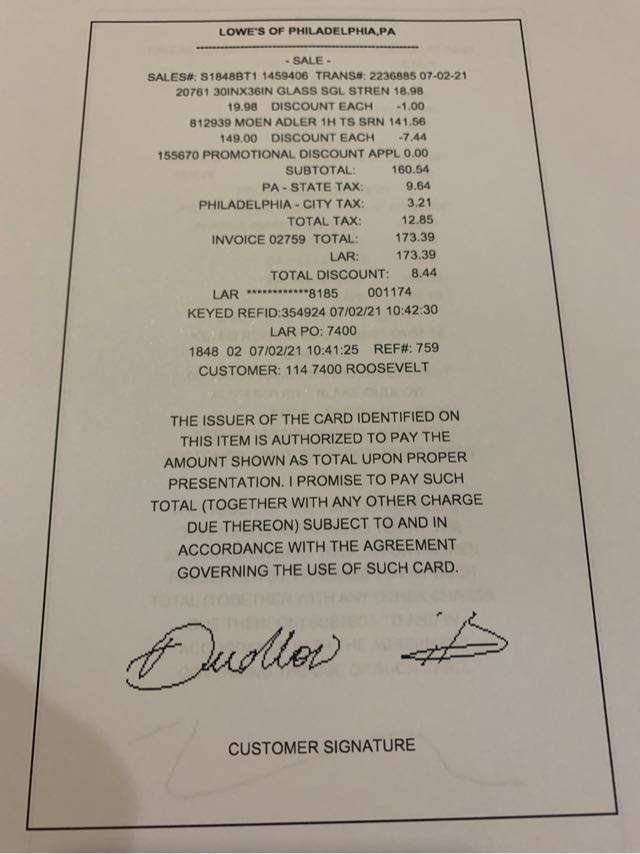 LOWE'S OF PHILADELPHIA,PA
- SALE -
SALES#: S1848BT1 1459406 TRANS#: 2236885 07-02-21
20761 30INX36IN GLASS SGL STREN 18.98
19.98 DISCOUNT EACH -1.00
812939 MOEN ADLER 1H TS SRN 141.56
149.00 DISCOUNT EACH -7.44
155670 PROMOTIONAL DISCOUNT APPL 0.00
SUBTOTAL: 160.54
PA - STATE TAX: 9.64
PHILADELPHIA - CITY TAX: 3.21
TOTAL TAX: 12.85
INVOICE 02759 TOTAL: 173.39
LAR: 173.39
TOTAL DISCOUNT: 8.44
LAR ************8185 001174
KEYED REFID:354924 07/02/21 10:42:30
LAR PO: 7400
1848 02 07/02/21 10:41:25 REF#: 759
CUSTOMER: 114 7400 ROOSEVELT
THE ISSUER OF THE CARD IDENTIFIED ON
THIS ITEM IS AUTHORIZED TO PAY THE
AMOUNT SHOWN AS TOTAL UPON PROPER
PRESENTATION. I PROMISE TO PAY SUCH
TOTAL (TOGETHER WITH ANY OTHER CHARGE
DUE THEREON) SUBJECT TO AND IN
ACCORDANCE WITH THE AGREEMENT
GOVERNING THE USE OF SUCH CARD.
CUSTOMER SIGNATURE